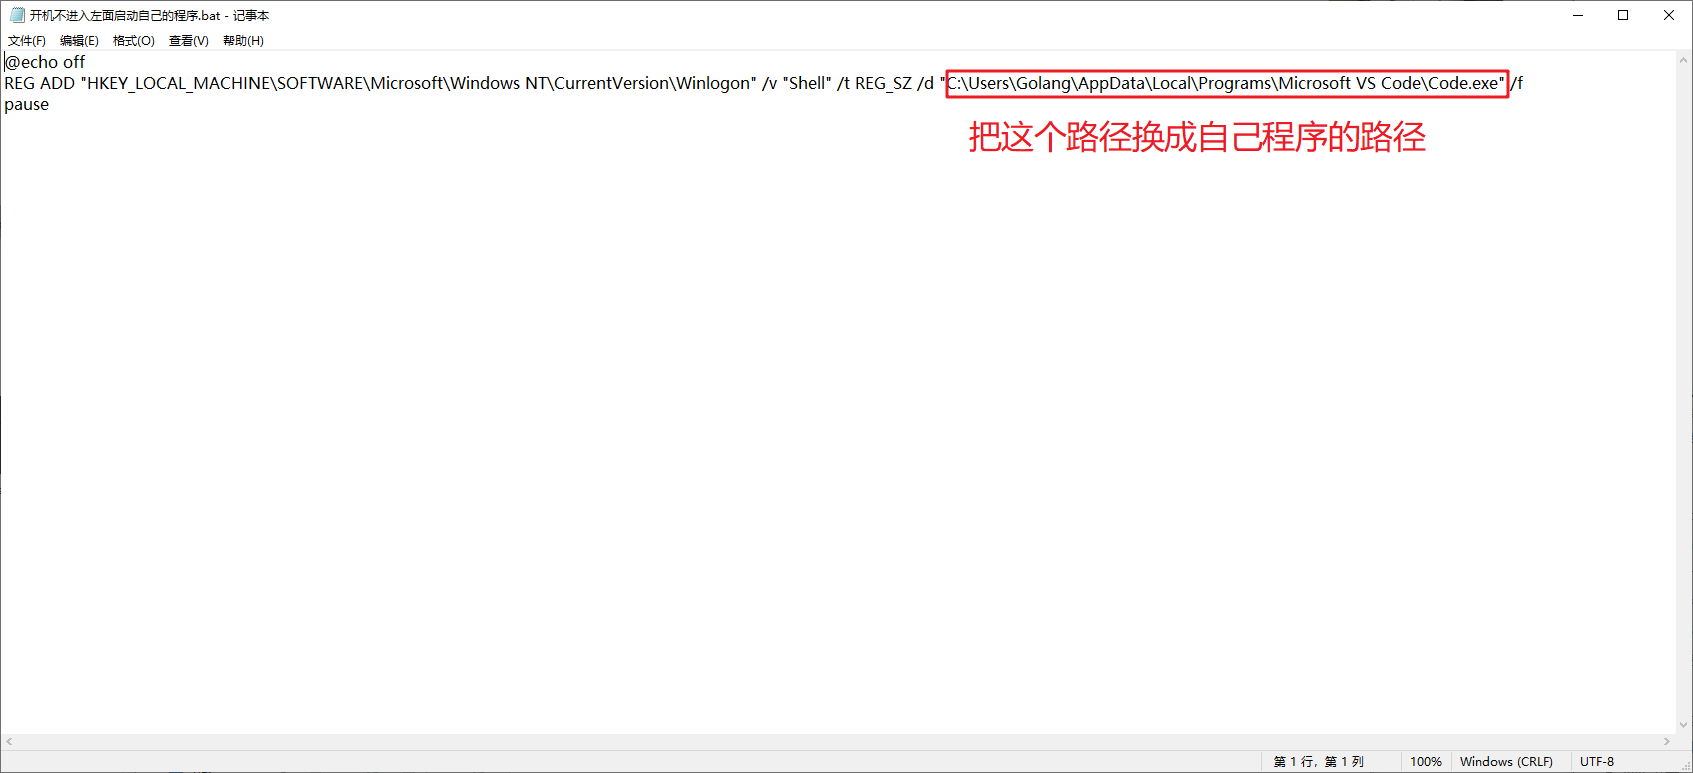 开机不进入左面启动自己的程序.bat - 记事本
文件(F) 编辑(E) 格式(O) 查看(V) 帮助(H)
@echo off
REG ADD "HKEY_LOCAL_MACHINE\SOFTWARE\Microsoft\Windows NT\CurrentVersion\Winlogon" /v "Shell" /t REG_SZ /d "C:\Users\Golang\AppData\Local\Programs\Microsoft VS Code\Code.exe" /f
pause
把这个路径换成自己程序的路径
第 1 行，第 1 列 100% Windows (CRLF) UTF-8